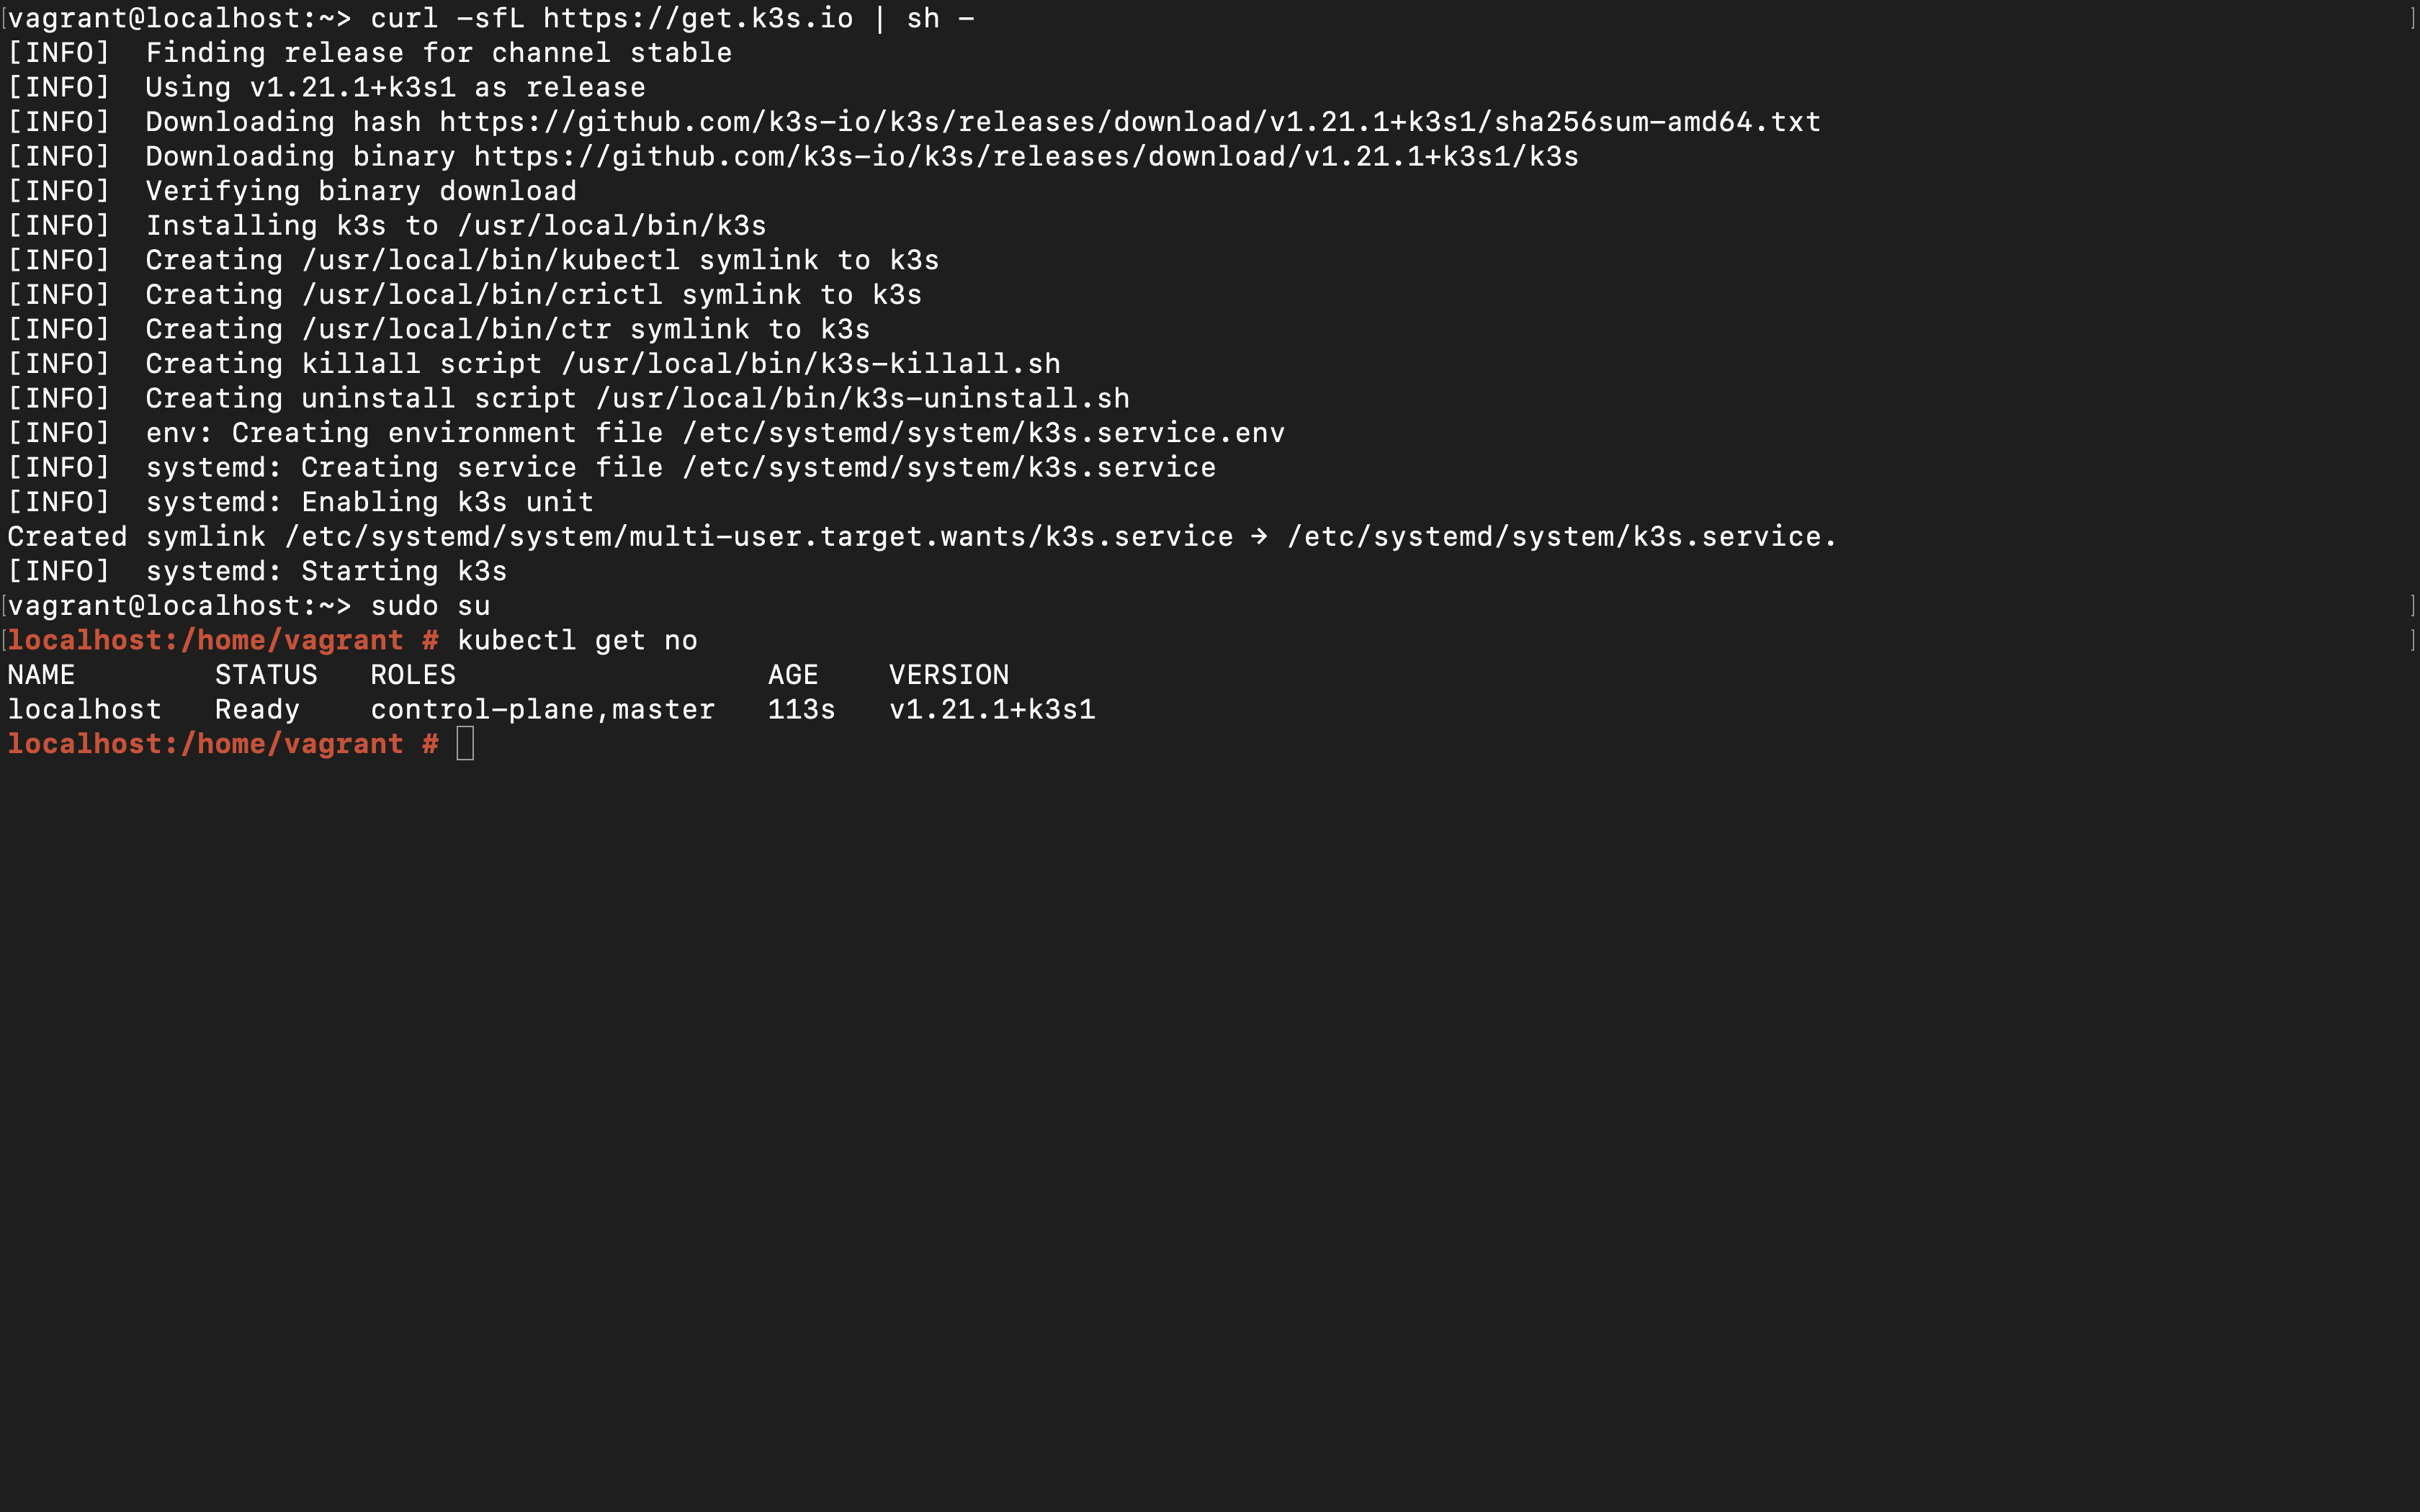 vagrant@localhost:~> curl -sfL https://get.k3s.io | sh -
[INFO]  Finding release for channel stable
[INFO]  Using v1.21.1+k3s1 as release
[INFO]  Downloading hash https://github.com/k3s-io/k3s/releases/download/v1.21.1+k3s1/sha256sum-amd64.txt
[INFO]  Downloading binary https://github.com/k3s-io/k3s/releases/download/v1.21.1+k3s1/k3s
[INFO]  Verifying binary download
[INFO]  Installing k3s to /usr/local/bin/k3s
[INFO]  Creating /usr/local/bin/kubectl symlink to k3s
[INFO]  Creating /usr/local/bin/crictl symlink to k3s
[INFO]  Creating /usr/local/bin/ctr symlink to k3s
[INFO]  Creating killall script /usr/local/bin/k3s-killall.sh
[INFO]  Creating uninstall script /usr/local/bin/k3s-uninstall.sh
[INFO]  env: Creating environment file /etc/systemd/system/k3s.service.env
[INFO]  systemd: Creating service file /etc/systemd/system/k3s.service
[INFO]  systemd: Enabling k3s unit
Created symlink /etc/systemd/system/multi-user.target.wants/k3s.service → /etc/systemd/system/k3s.service.
[INFO]  systemd: Starting k3s
vagrant@localhost:~> sudo su
localhost:/home/vagrant # kubectl get no
NAME        STATUS   ROLES                  AGE    VERSION
localhost   Ready    control-plane,master   113s   v1.21.1+k3s1
localhost:/home/vagrant #